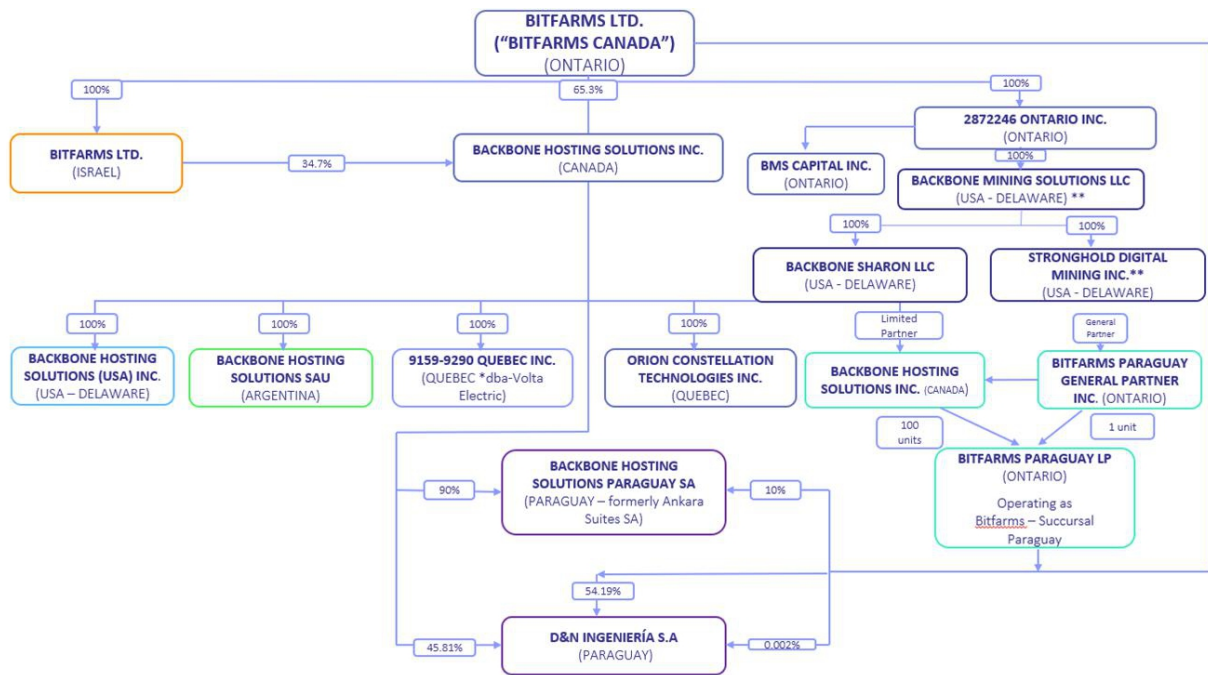 BITFARMS LTD.
("BITFARMS CANADA")
(ONTARIO)
100%
65.3%
100%
BITFARMS LTD.
(ISRAEL)
34.7%
BACKBONE HOSTING SOLUTIONS INC.
(CANADA)
2872246 ONTARIO INC.
(ONTARIO)
BMS CAPITAL INC.
(ONTARIO)
100%
BACKBONE MINING SOLUTIONS LLC
(USA - DELAWARE) **
100%
100%
BACKBONE SHARON LLC
(USA - DELAWARE)
STRONGHOLD DIGITAL
MINING INC.**
(USA - DELAWARE)
100%
100%
100%
100%
Limited
Partner
General
Partner
BACKBONE HOSTING
SOLUTIONS (USA) INC.
(USA – DELAWARE)
BACKBONE HOSTING
SOLUTIONS SAU
(ARGENTINA)
9159-9290 QUEBEC INC.
(QUEBEC *dba-Volta
Electric)
ORION CONSTELLATION
TECHNOLOGIES INC.
(QUEBEC)
BACKBONE HOSTING
SOLUTIONS INC. (CANADA)
BITFARMS PARAGUAY
GENERAL PARTNER
INC. (ONTARIO)
100
units
1 unit
BACKBONE HOSTING
SOLUTIONS PARAGUAY SA
(PARAGUAY – formerly Ankara
Suites SA)
90%
10%
BITFARMS PARAGUAY LP
(ONTARIO)
Operating as
Bitfarms – Succursal
Paraguay
54.19%
45.81%
D&N INGENIERÍA S.A
(PARAGUAY)
0.002%